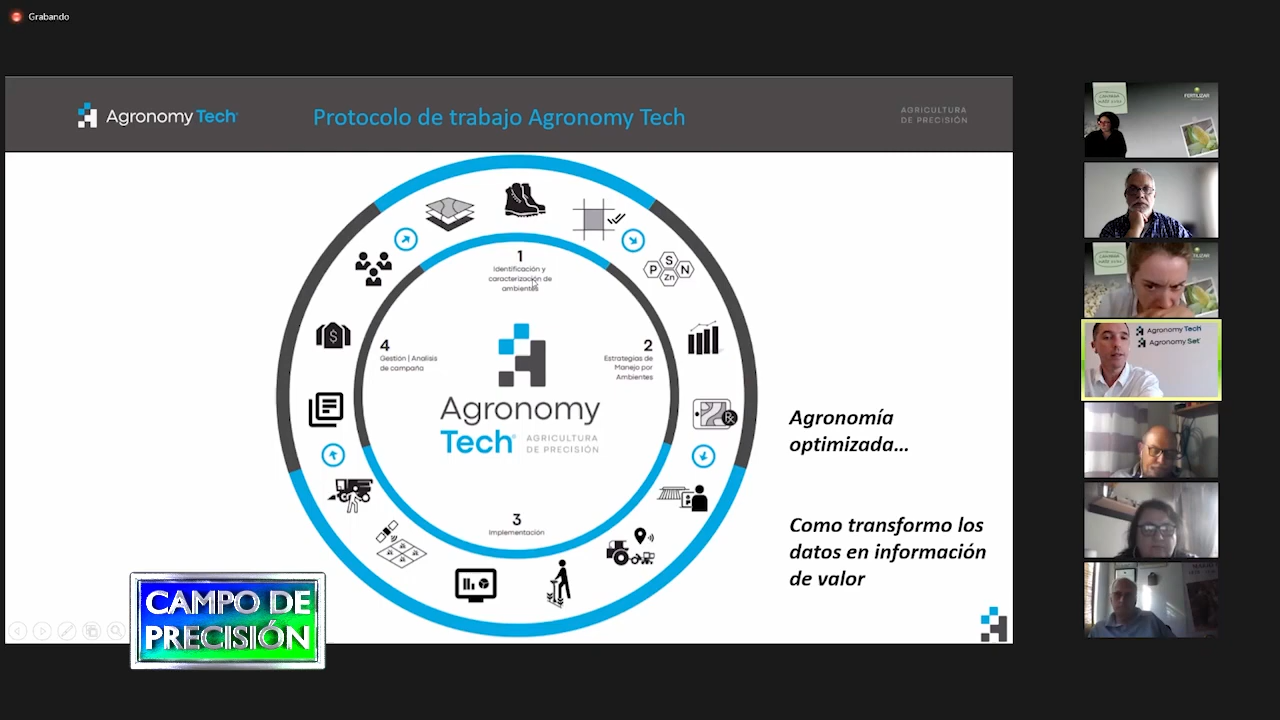 Grabando
Agronomy Tech
Protocolo de trabajo Agronomy Tech
AGRICULTURA
DE PRECISIÓN
1
Identificación y
caracterización de
ambientes
P S N
Zn
4
Gestión | Analisis
de campaña
2
Estrategias de
Manejo por
Ambientes
$
Rx
Agronomy
Tech
AGRICULTURA
DE PRECISIÓN
3
Implementación
Agronomía
optimizada...
Como transformo los
datos en información
de valor
CAMPO DE
PRECISIÓN
FERTILIZAR
Agronomy Tech
Agronomy Set